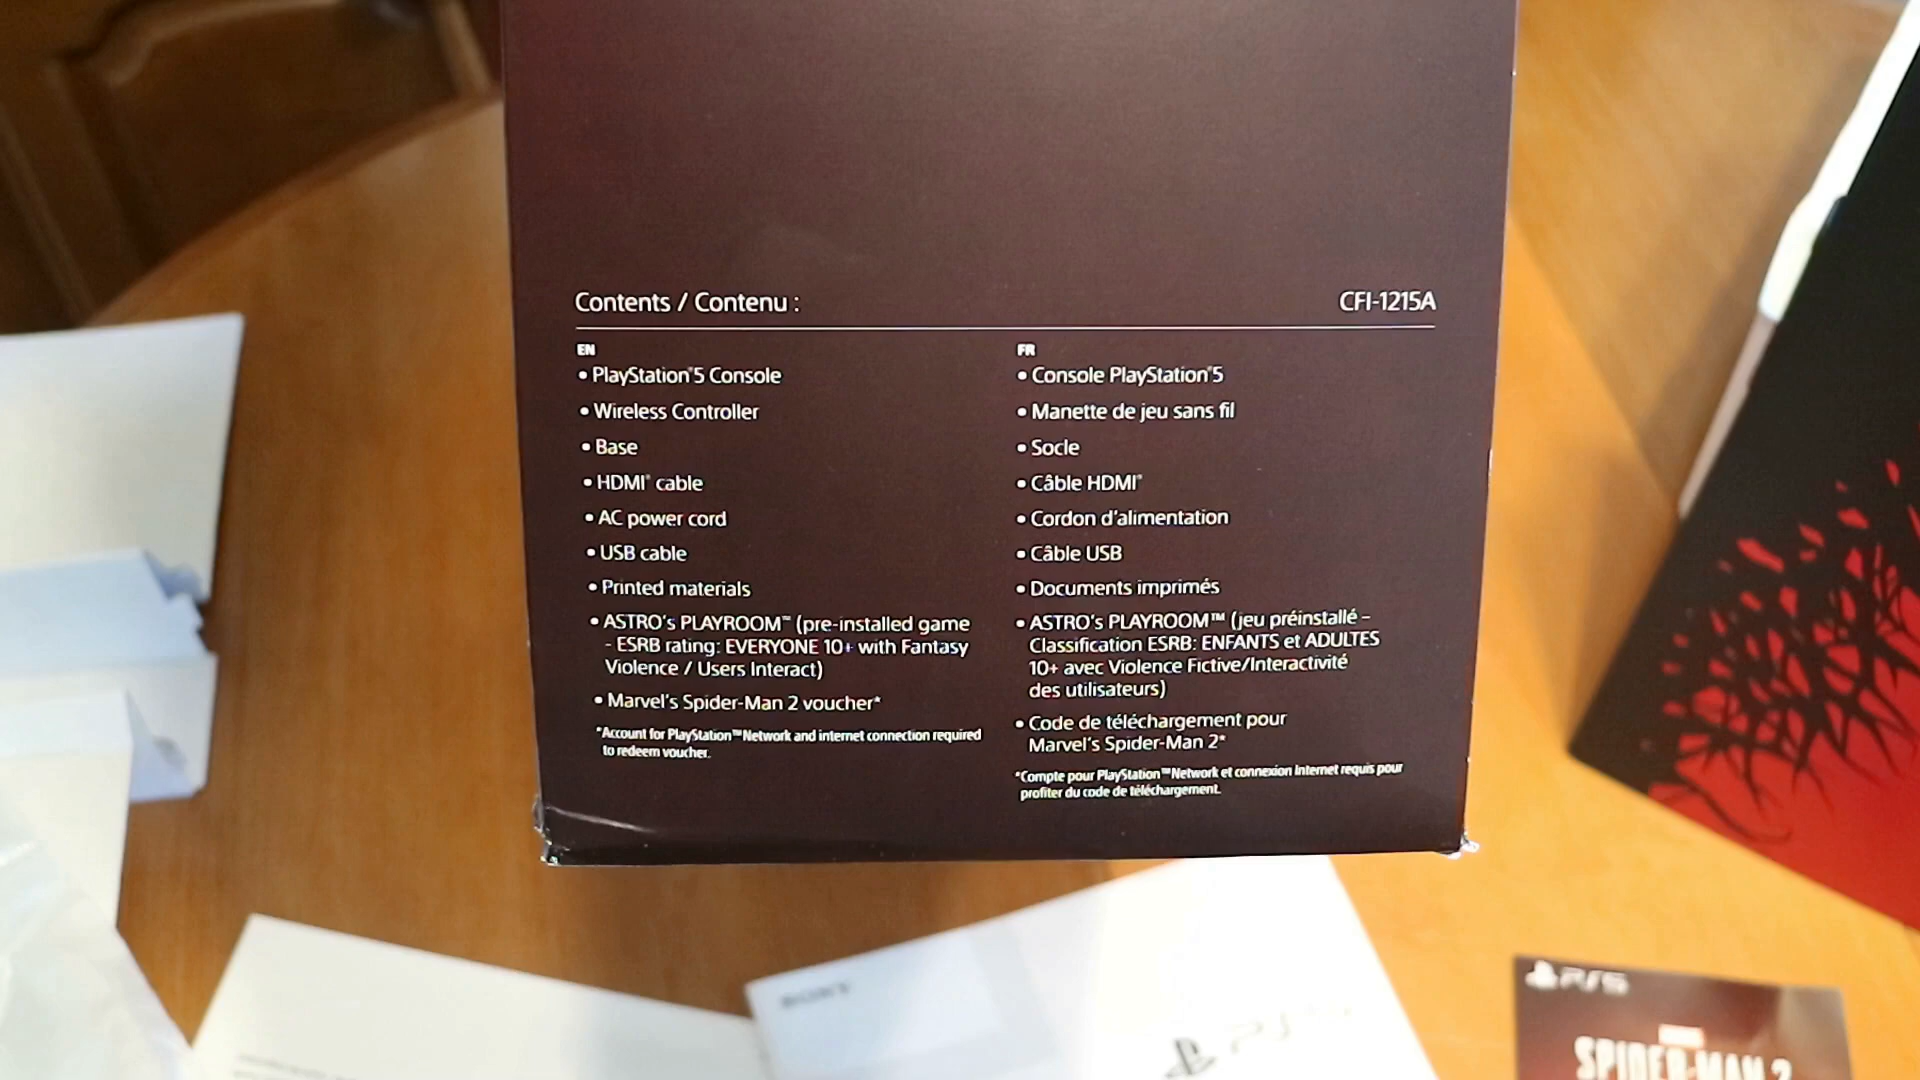 Contents / Contenu :
CFI-1215A
EN
• PlayStation®5 Console
• Wireless Controller
• Base
• HDMI® cable
• AC power cord
• USB cable
• Printed materials
• ASTRO's PLAYROOM™ (pre-installed game
- ESRB rating: EVERYONE 10+ with Fantasy
Violence / Users Interact)
• Marvel's Spider-Man 2 voucher*
*Account for PlayStation™Network and internet connection required
to redeem voucher.
FR
• Console PlayStation®5
• Manette de jeu sans fil
• Socle
• Câble HDMI®
• Cordon d'alimentation
• Câble USB
• Documents imprimés
• ASTRO's PLAYROOM™ (jeu préinstallé –
Classification ESRB: ENFANTS et ADULTES
10+ avec Violence Fictive/Interactivité
des utilisateurs)
• Code de téléchargement pour
Marvel's Spider-Man 2*
*Compte pour PlayStation™Network et connexion Internet requis pour
profiter du code de téléchargement.
SONY
PS5
PS5
SPIDER-MAN 2